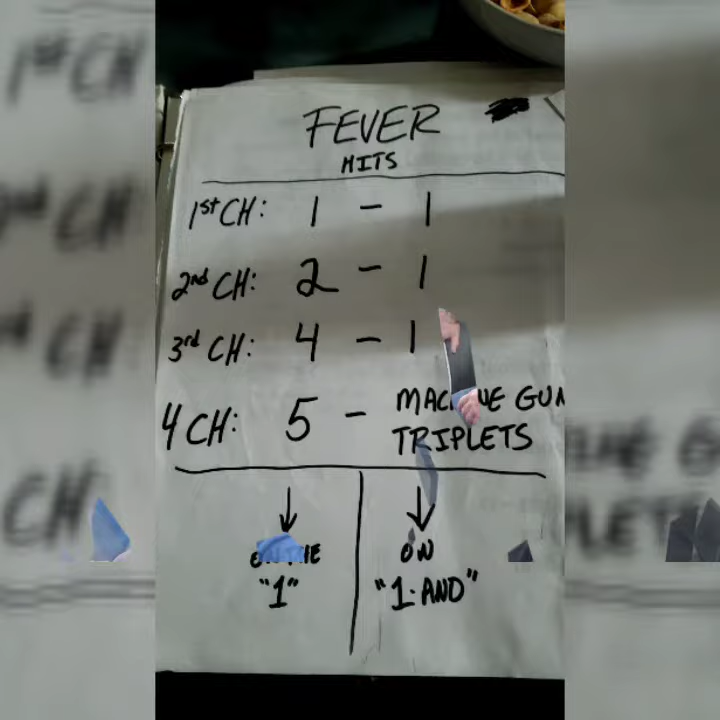 FEVER
HITS
1st CH: 1 - 1
2nd CH: 2 - 1
3rd CH: 4 - 1
4 CH: 5 - GUN
TRIPLETS
ON
"1" "1-AND"